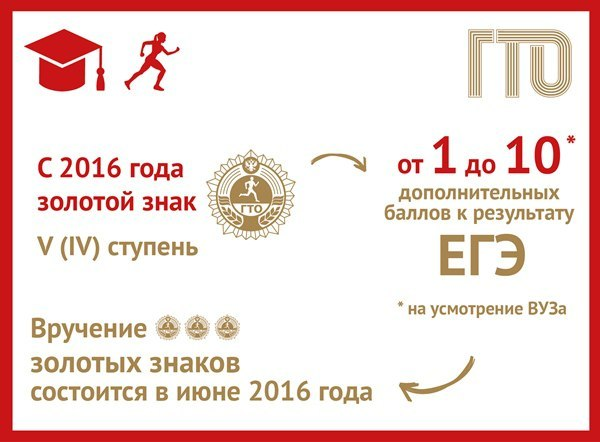 ГТО
С 2016 года
золотой знак
V (IV) ступень
ГТО
от 1 до 10*
дополнительных
баллов к результату
ЕГЭ
* на усмотрение ВУЗа
Вручение
золотых знаков
состоится в июне 2016 года